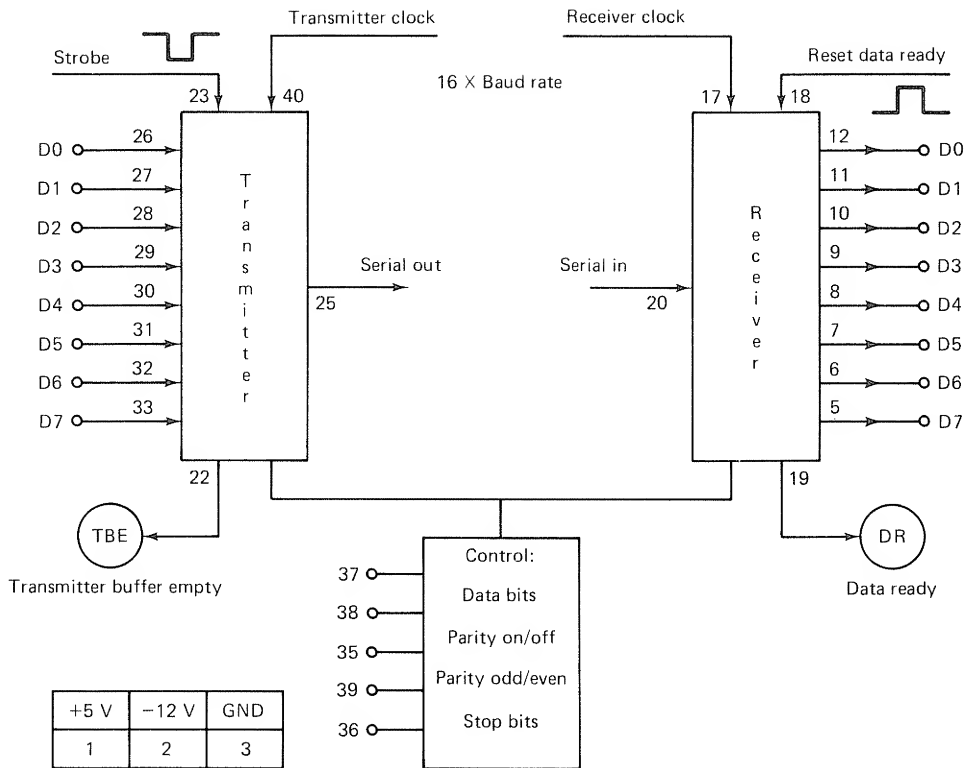 Transmitter clock
Receiver clock
Strobe
16 X Baud rate
Reset data ready
23
40
17
18
D0
26
D1
27
D2
28
D3
29
D4
30
D5
31
D6
32
D7
33
Transmitter
Serial out
25
Serial in
20
Receiver
12
D0
11
D1
10
D2
9
D3
8
D4
7
D5
6
D6
5
D7
22
19
TBE
Transmitter buffer empty
DR
Data ready
Control:
37
Data bits
38
Parity on/off
35
Parity odd/even
39
Stop bits
36
+5 V −12 V GND
1 2 3